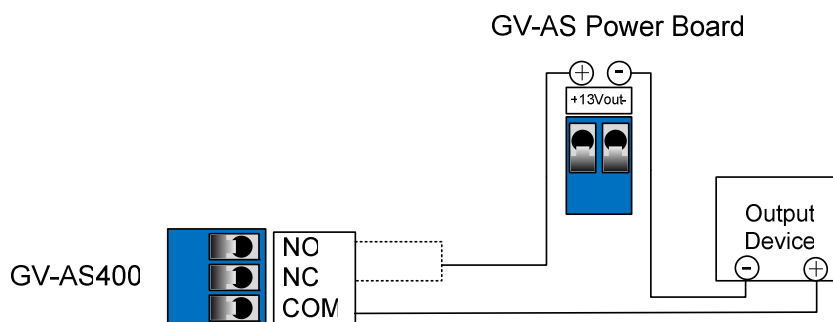 GV-AS Power Board
+ -
+13Vout-
Output
Device
- +
GV-AS400
NO
NC
COM